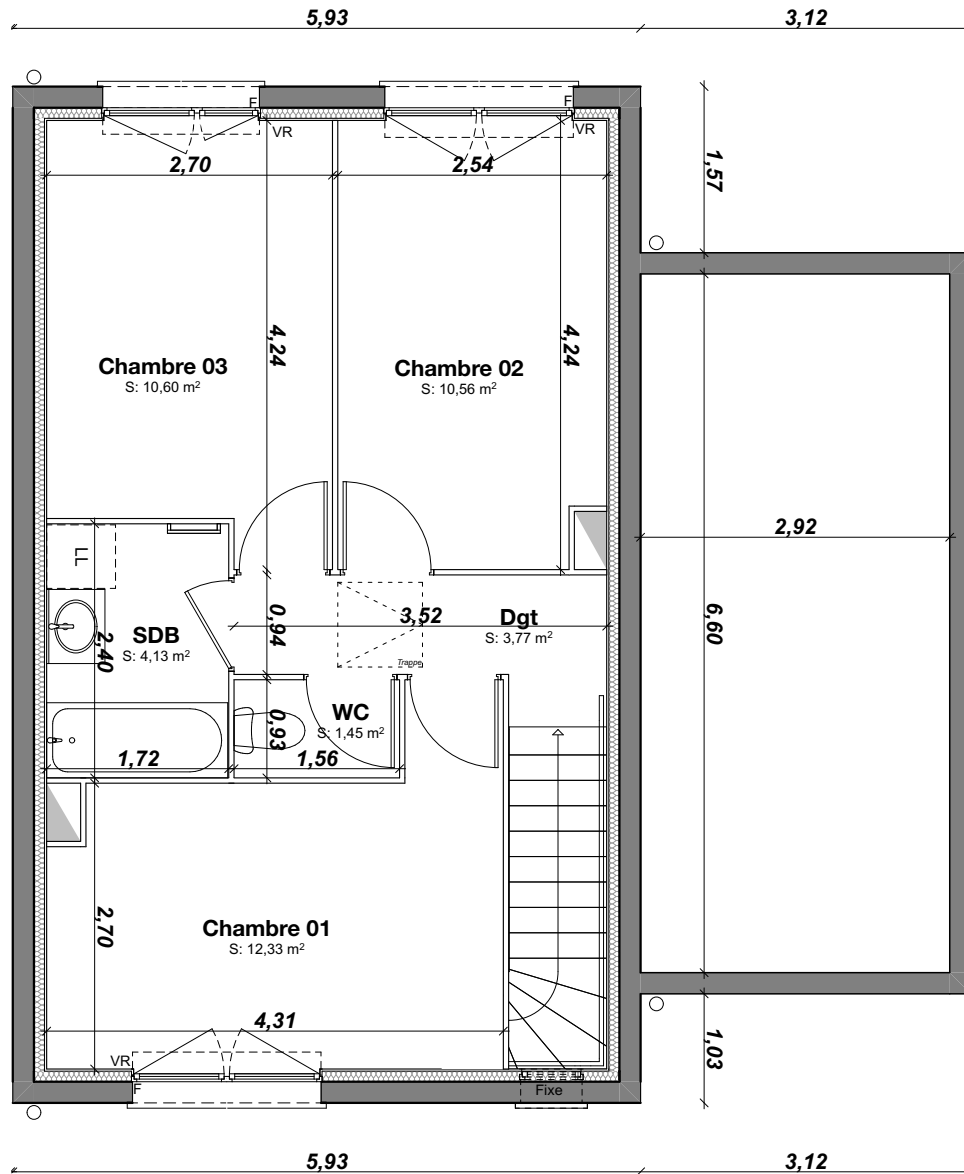 5,93
3,12
F
F
VR
VR
2,70
2,54
1,57
4,24
4,24
Chambre 03
S: 10,60 m²
Chambre 02
S: 10,56 m²
2,92
LL
0,94
3,52
Dgt
S: 3,77 m²
6,60
SDB
S: 4,13 m²
2,40
Trappe
WC
S: 1,45 m²
0,93
1,72
1,56
2,70
Chambre 01
S: 12,33 m²
4,31
VR
F
Fixe
1,03
5,93
3,12